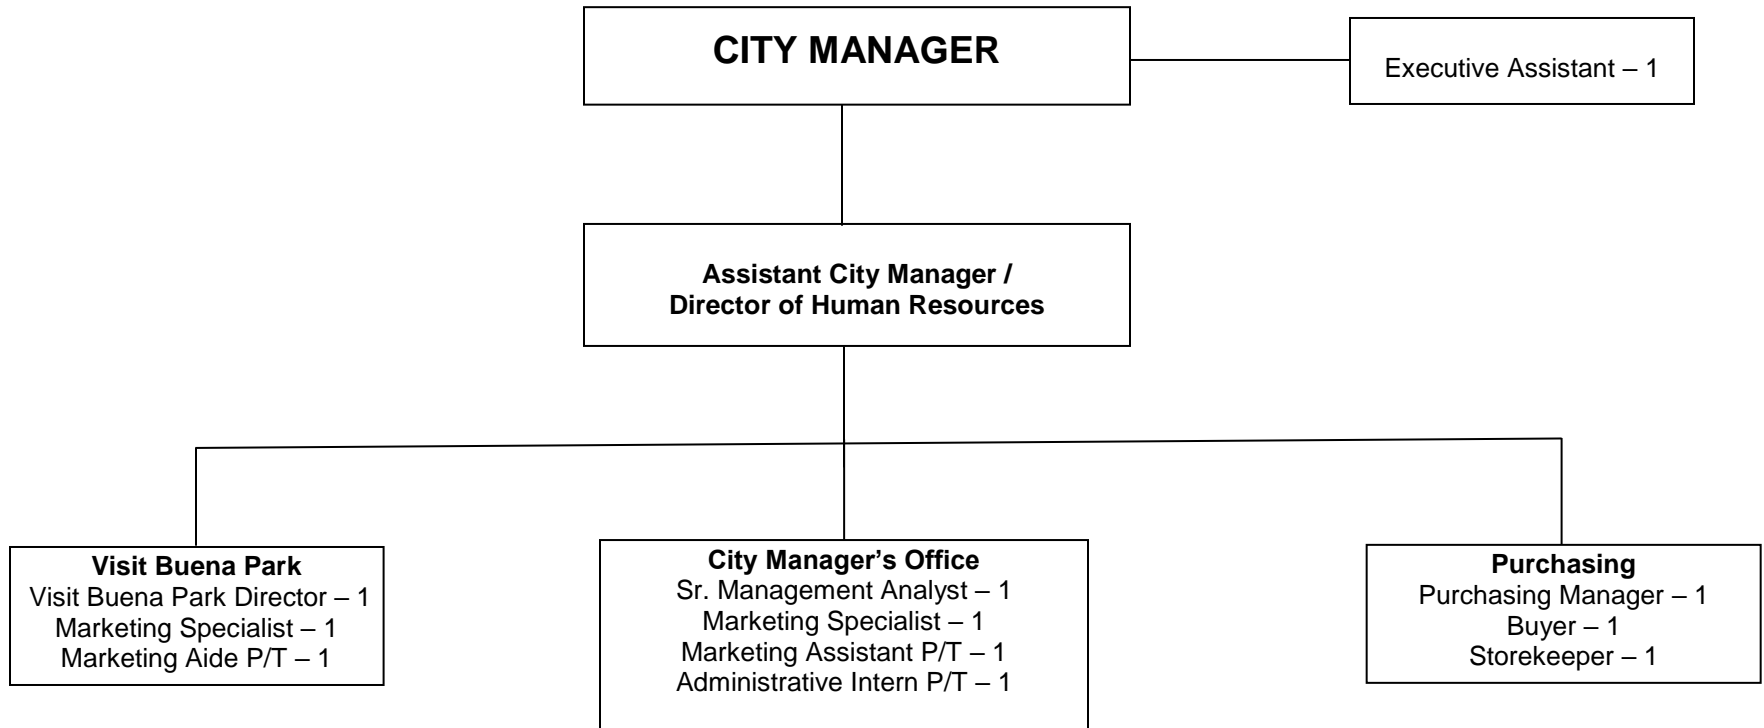 CITY MANAGER
Executive Assistant – 1
Assistant City Manager /
Director of Human Resources
Visit Buena Park
Visit Buena Park Director – 1
Marketing Specialist – 1
Marketing Aide P/T – 1
City Manager’s Office
Sr. Management Analyst – 1
Marketing Specialist – 1
Marketing Assistant P/T – 1
Administrative Intern P/T – 1
Purchasing
Purchasing Manager – 1
Buyer – 1
Storekeeper – 1